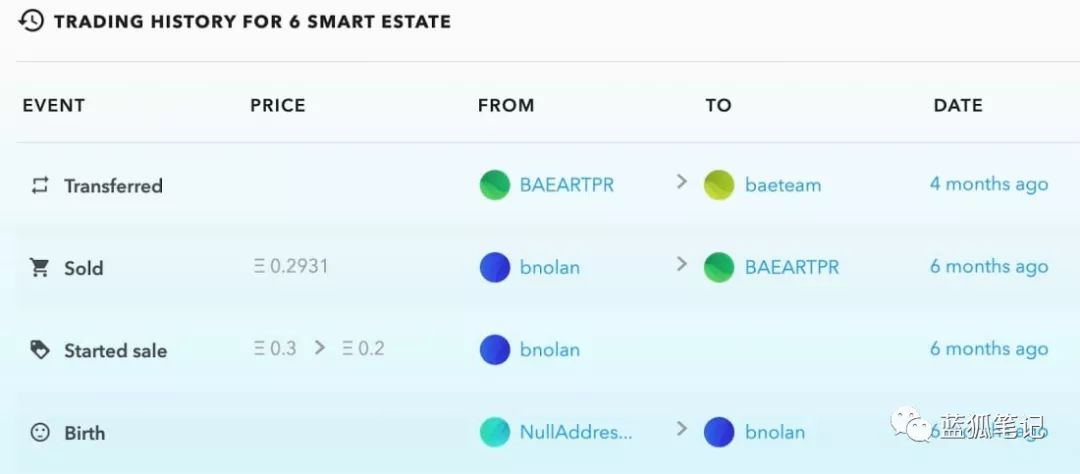 TRADING HISTORY FOR 6 SMART ESTATE
EVENT PRICE FROM TO DATE
Transferred BAEARTPR > baeteam 4 months ago
Sold Ξ 0.2931 bnolan > BAEARTPR 6 months ago
Started sale Ξ 0.3 > Ξ 0.2 bnolan 6 months ago
Birth NullAddres... > bnolan 6 months ago
蓝狐笔记